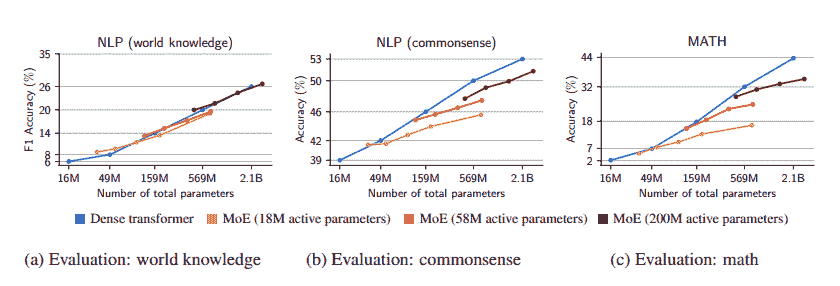 NLP (world knowledge)
F1 Accuracy (%)
35
26
20
14
8
6
16M 49M 159M 569M 2.1B
Number of total parameters
NLP (commonsense)
Accuracy (%)
53
50
46
42
39
16M 49M 159M 569M 2.1B
Number of total parameters
MATH
Accuracy (%)
44
32
18
7
2
16M 49M 159M 569M 2.1B
Number of total parameters
Dense transformer MoE (18M active parameters) MoE (58M active parameters) MoE (200M active parameters)
(a) Evaluation: world knowledge
(b) Evaluation: commonsense
(c) Evaluation: math